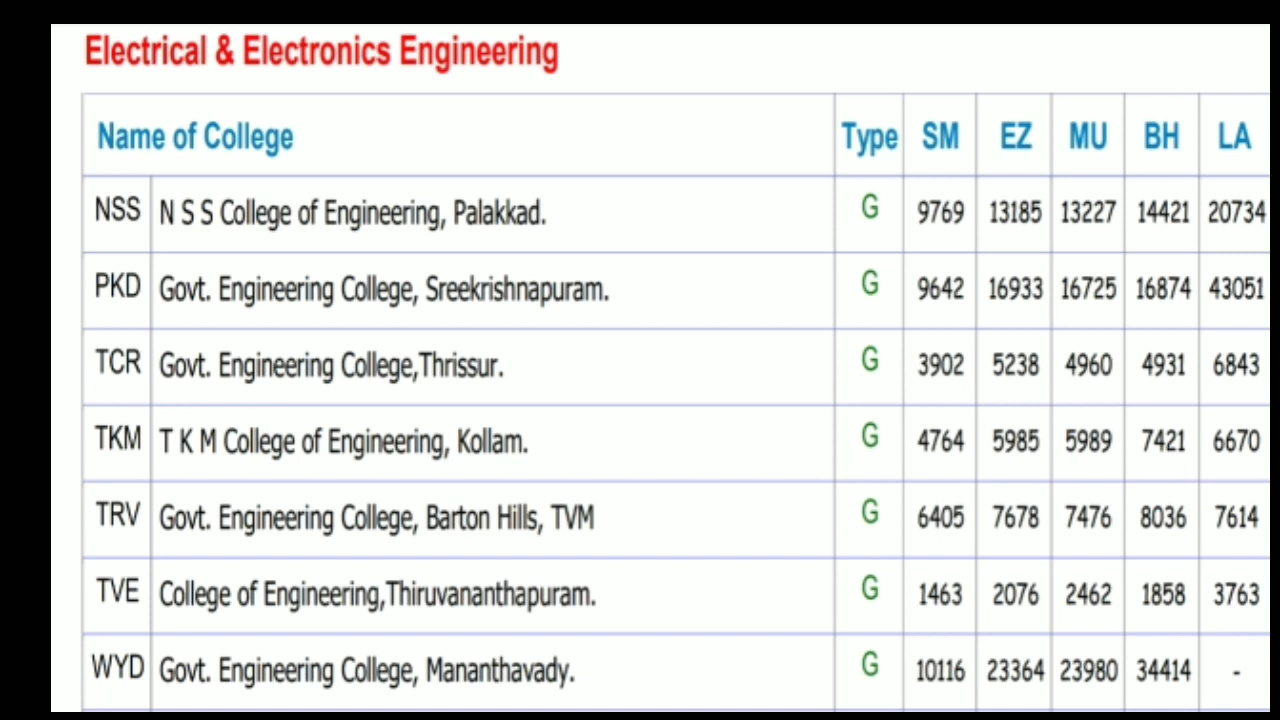 Electrical & Electronics Engineering
Name of College Type SM EZ MU BH LA
NSS N S S College of Engineering, Palakkad. G 9769 13185 13227 14421 20734
PKD Govt. Engineering College, Sreekrishnapuram. G 9642 16933 16725 16874 43051
TCR Govt. Engineering College,Thrissur. G 3902 5238 4960 4931 6843
TKM T K M College of Engineering, Kollam. G 4764 5985 5989 7421 6670
TRV Govt. Engineering College, Barton Hills, TVM G 6405 7678 7476 8036 7614
TVE College of Engineering,Thiruvananthapuram. G 1463 2076 2462 1858 3763
WYD Govt. Engineering College, Mananthavady. G 10116 23364 23980 34414 -